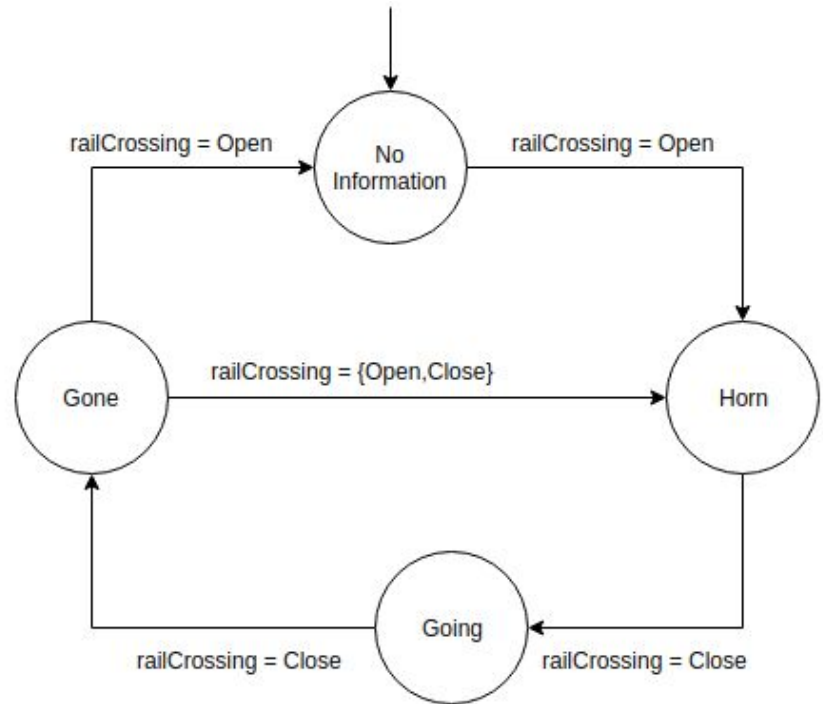 railCrossing = Open
No
Information
railCrossing = Open
Gone
railCrossing = {Open,Close}
Horn
Going
railCrossing = Close
railCrossing = Close